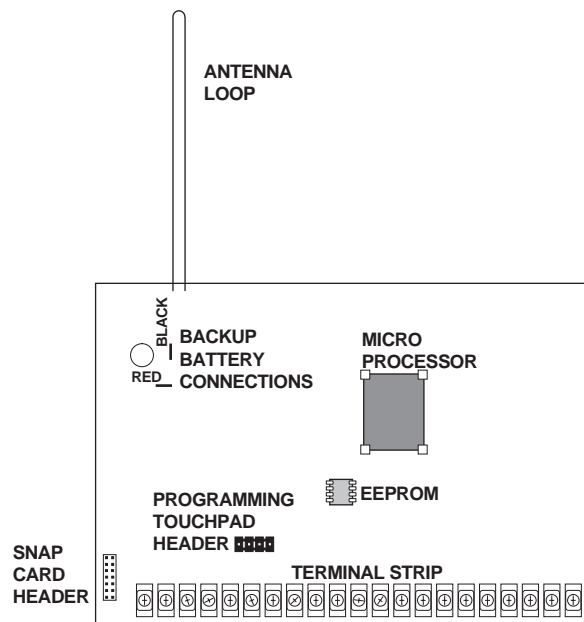 ANTENNA
LOOP
BLACK
BACKUP
BATTERY
CONNECTIONS
RED
MICRO
PROCESSOR
EEPROM
PROGRAMMING
TOUCHPAD
HEADER
SNAP
CARD
HEADER
TERMINAL STRIP